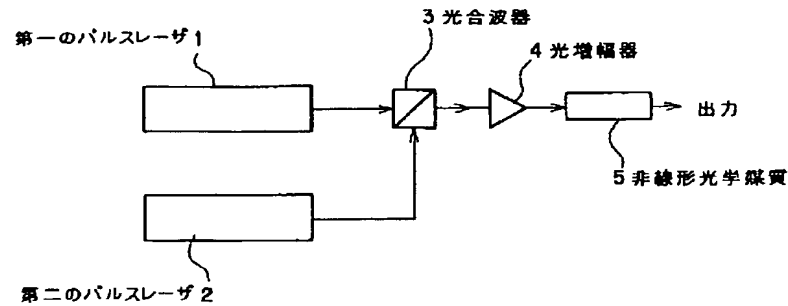 3 光合波器
第一のパルスレーザ 1
4 光増幅器
出力
5 非線形光学媒質
第二のパルスレーザ 2